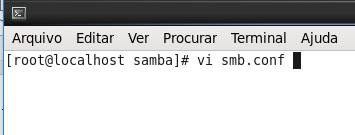 Arquivo Editar Ver Procurar Terminal Ajuda
[root@localhost samba]# vi smb.conf